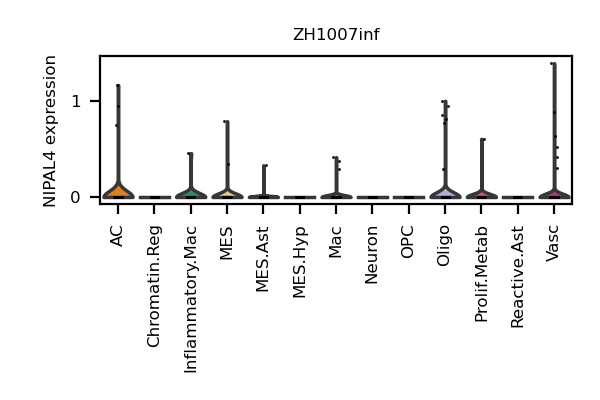 ZH1007inf
NIPAL4 expression
1
0
AC
Chromatin.Reg
Inflammatory.Mac
MES
MES.Ast
MES.Hyp
Mac
Neuron
OPC
Oligo
Prolif.Metab
Reactive.Ast
Vasc